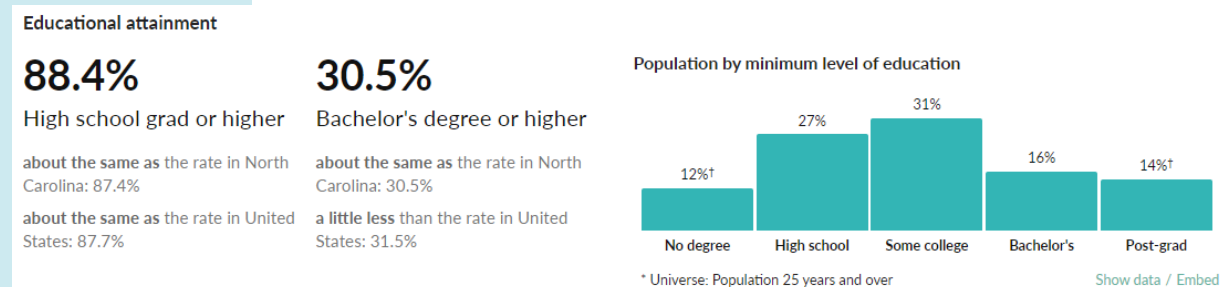 Educational attainment
88.4%
High school grad or higher
about the same as the rate in North
Carolina: 87.4%
about the same as the rate in United
States: 87.7%
30.5%
Bachelor's degree or higher
about the same as the rate in North
Carolina: 30.5%
a little less than the rate in United
States: 31.5%
Population by minimum level of education
12%† 27% 31% 16% 14%†
No degree High school Some college Bachelor's Post-grad
* Universe: Population 25 years and over
Show data / Embed